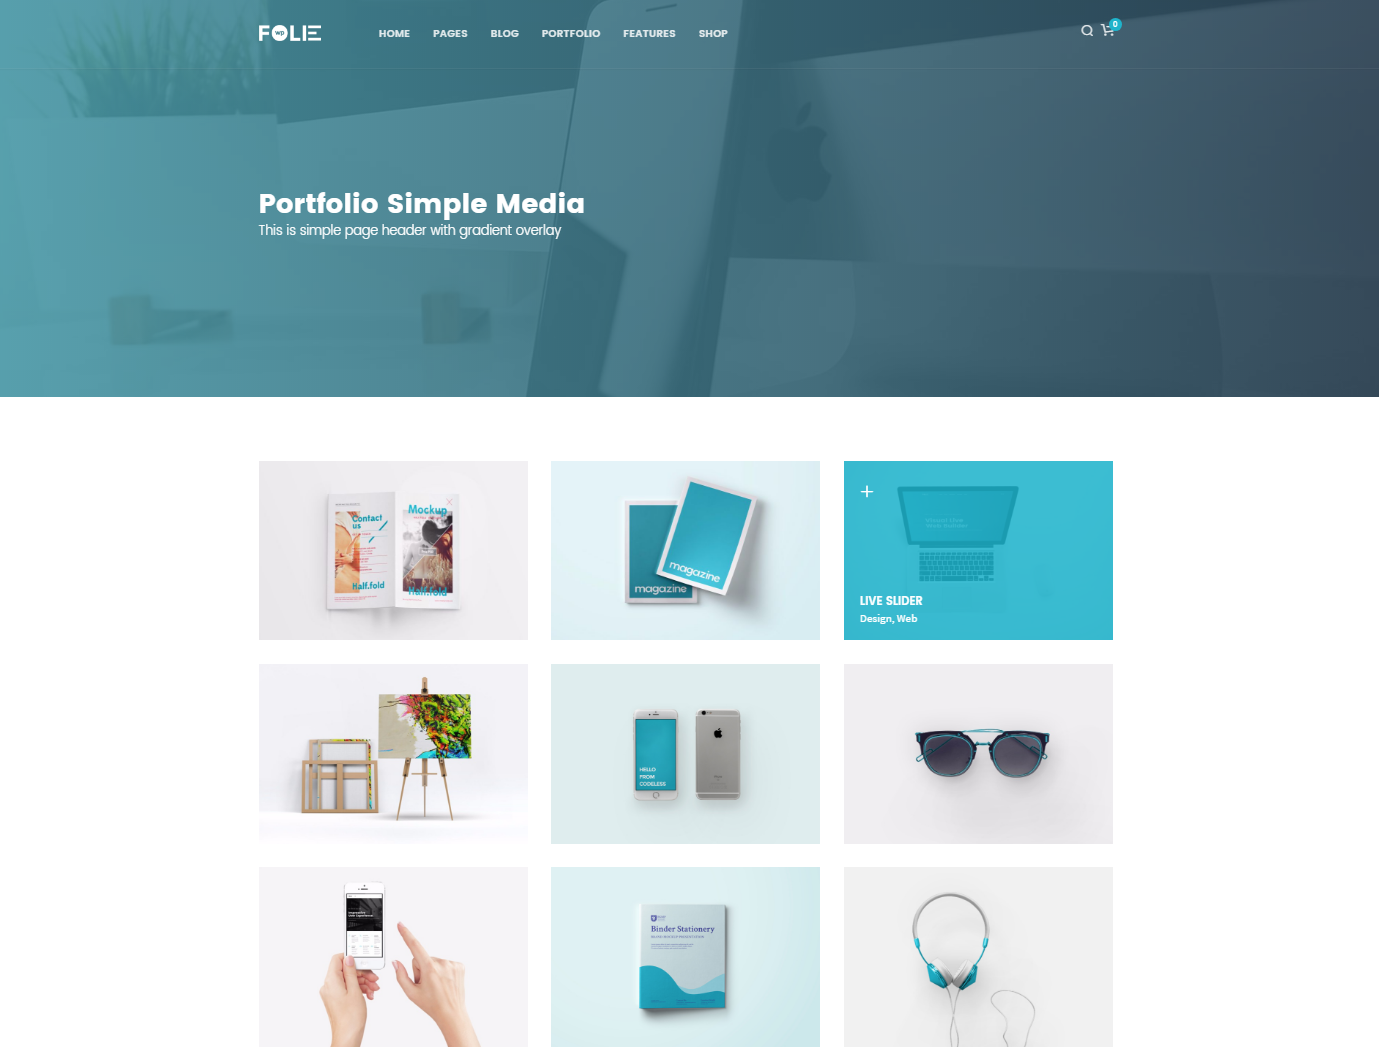 FOLIE
wp
HOME
PAGES
BLOG
PORTFOLIO
FEATURES
SHOP
0
Portfolio Simple Media
This is simple page header with gradient overlay
Contact
us
Half.fold
Mockup
Half.fold
magazine
magazine
LIVE SLIDER
Design, Web
HELLO
FROM
CODELESS
Binder Stationery